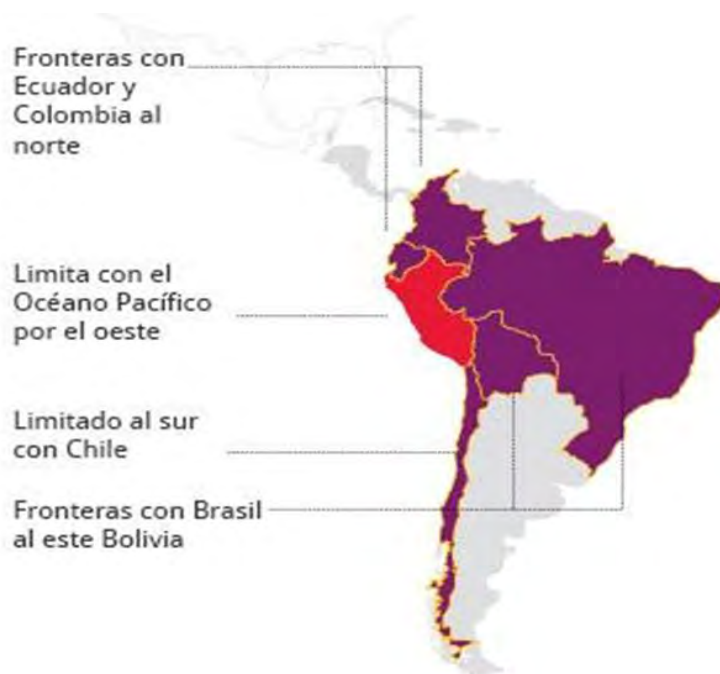 Fronteras con
Ecuador y
Colombia al
norte
Limita con el
Océano Pacífico
por el oeste
Limitado al sur
con Chile
Fronteras con Brasil
al este Bolivia